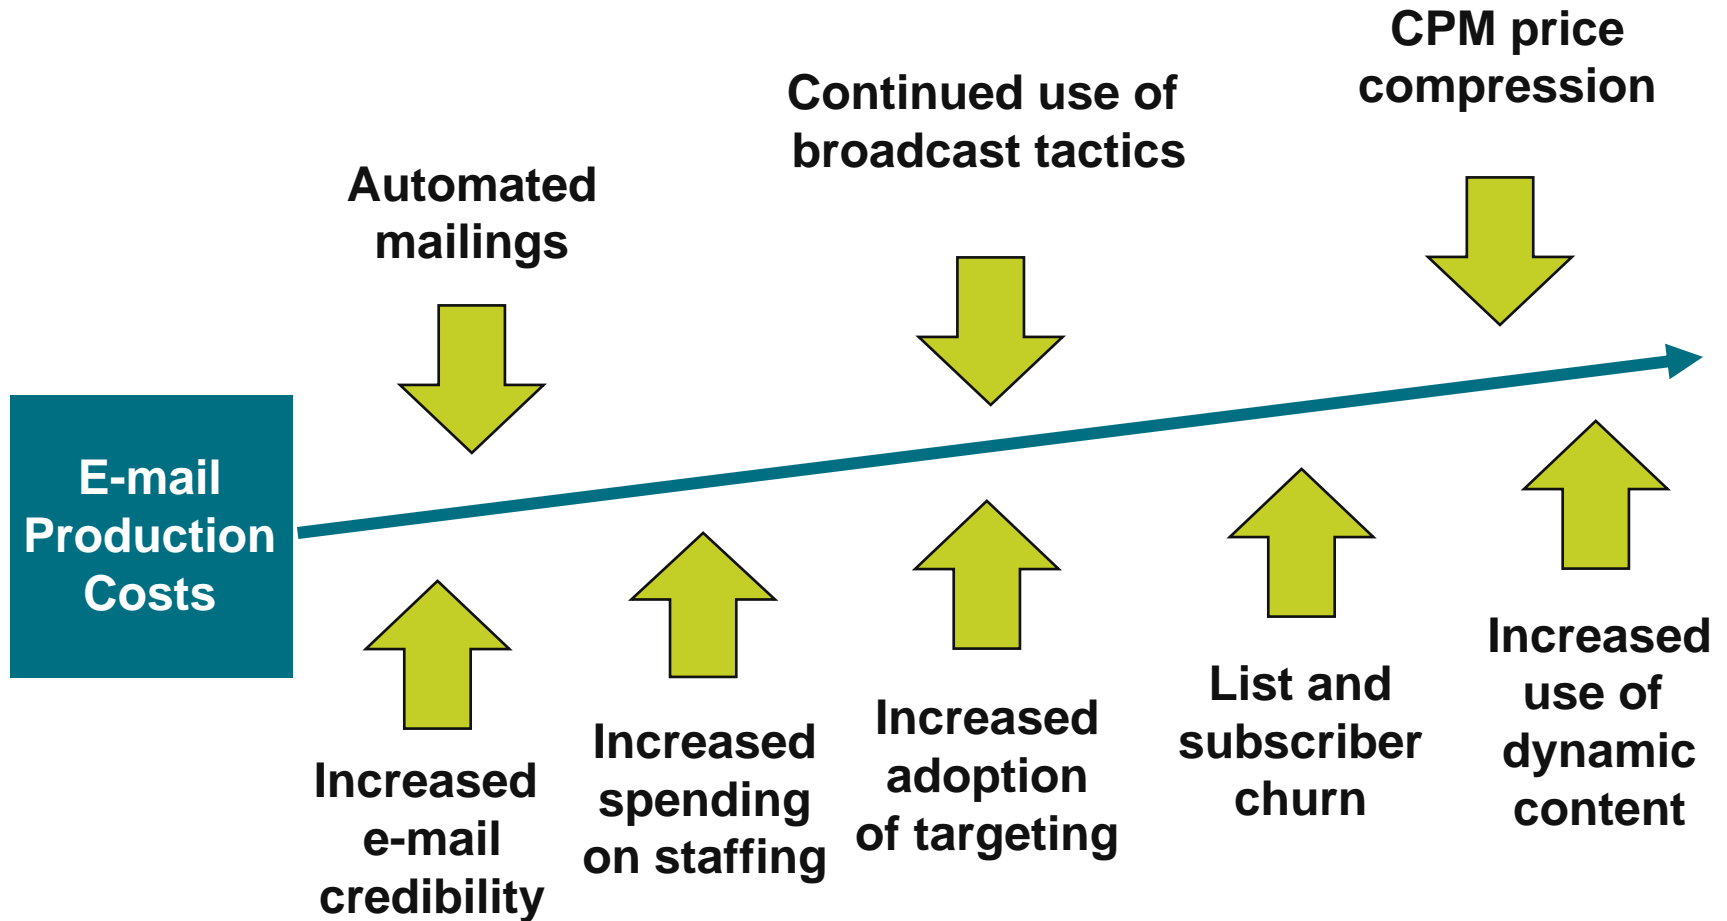 CPM price
compression
Continued use of
broadcast tactics
Automated
mailings
E-mail
Production
Costs
Increased
e-mail
credibility
Increased
spending
on staffing
Increased
adoption
of targeting
List and
subscriber
churn
Increased
use of
dynamic
content